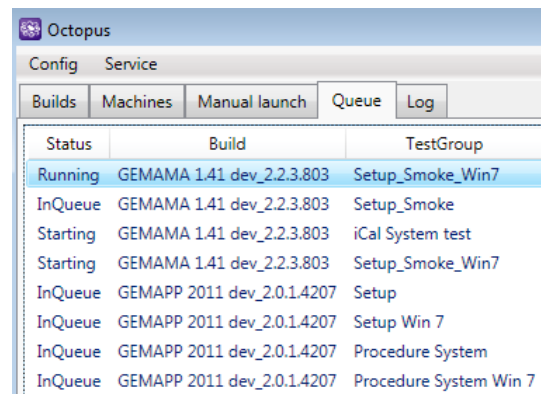 Octopus
Config Service
Builds Machines Manual launch Queue Log
Status Build TestGroup
Running GEMAMA 1.41 dev_2.2.3.803 Setup_Smoke_Win7
InQueue GEMAMA 1.41 dev_2.2.3.803 Setup_Smoke
Starting GEMAMA 1.41 dev_2.2.3.803 iCal System test
Starting GEMAMA 1.41 dev_2.2.3.803 Setup_Smoke_Win7
InQueue GEMAPP 2011 dev_2.0.1.4207 Setup
InQueue GEMAPP 2011 dev_2.0.1.4207 Setup Win 7
InQueue GEMAPP 2011 dev_2.0.1.4207 Procedure System
InQueue GEMAPP 2011 dev_2.0.1.4207 Procedure System Win 7